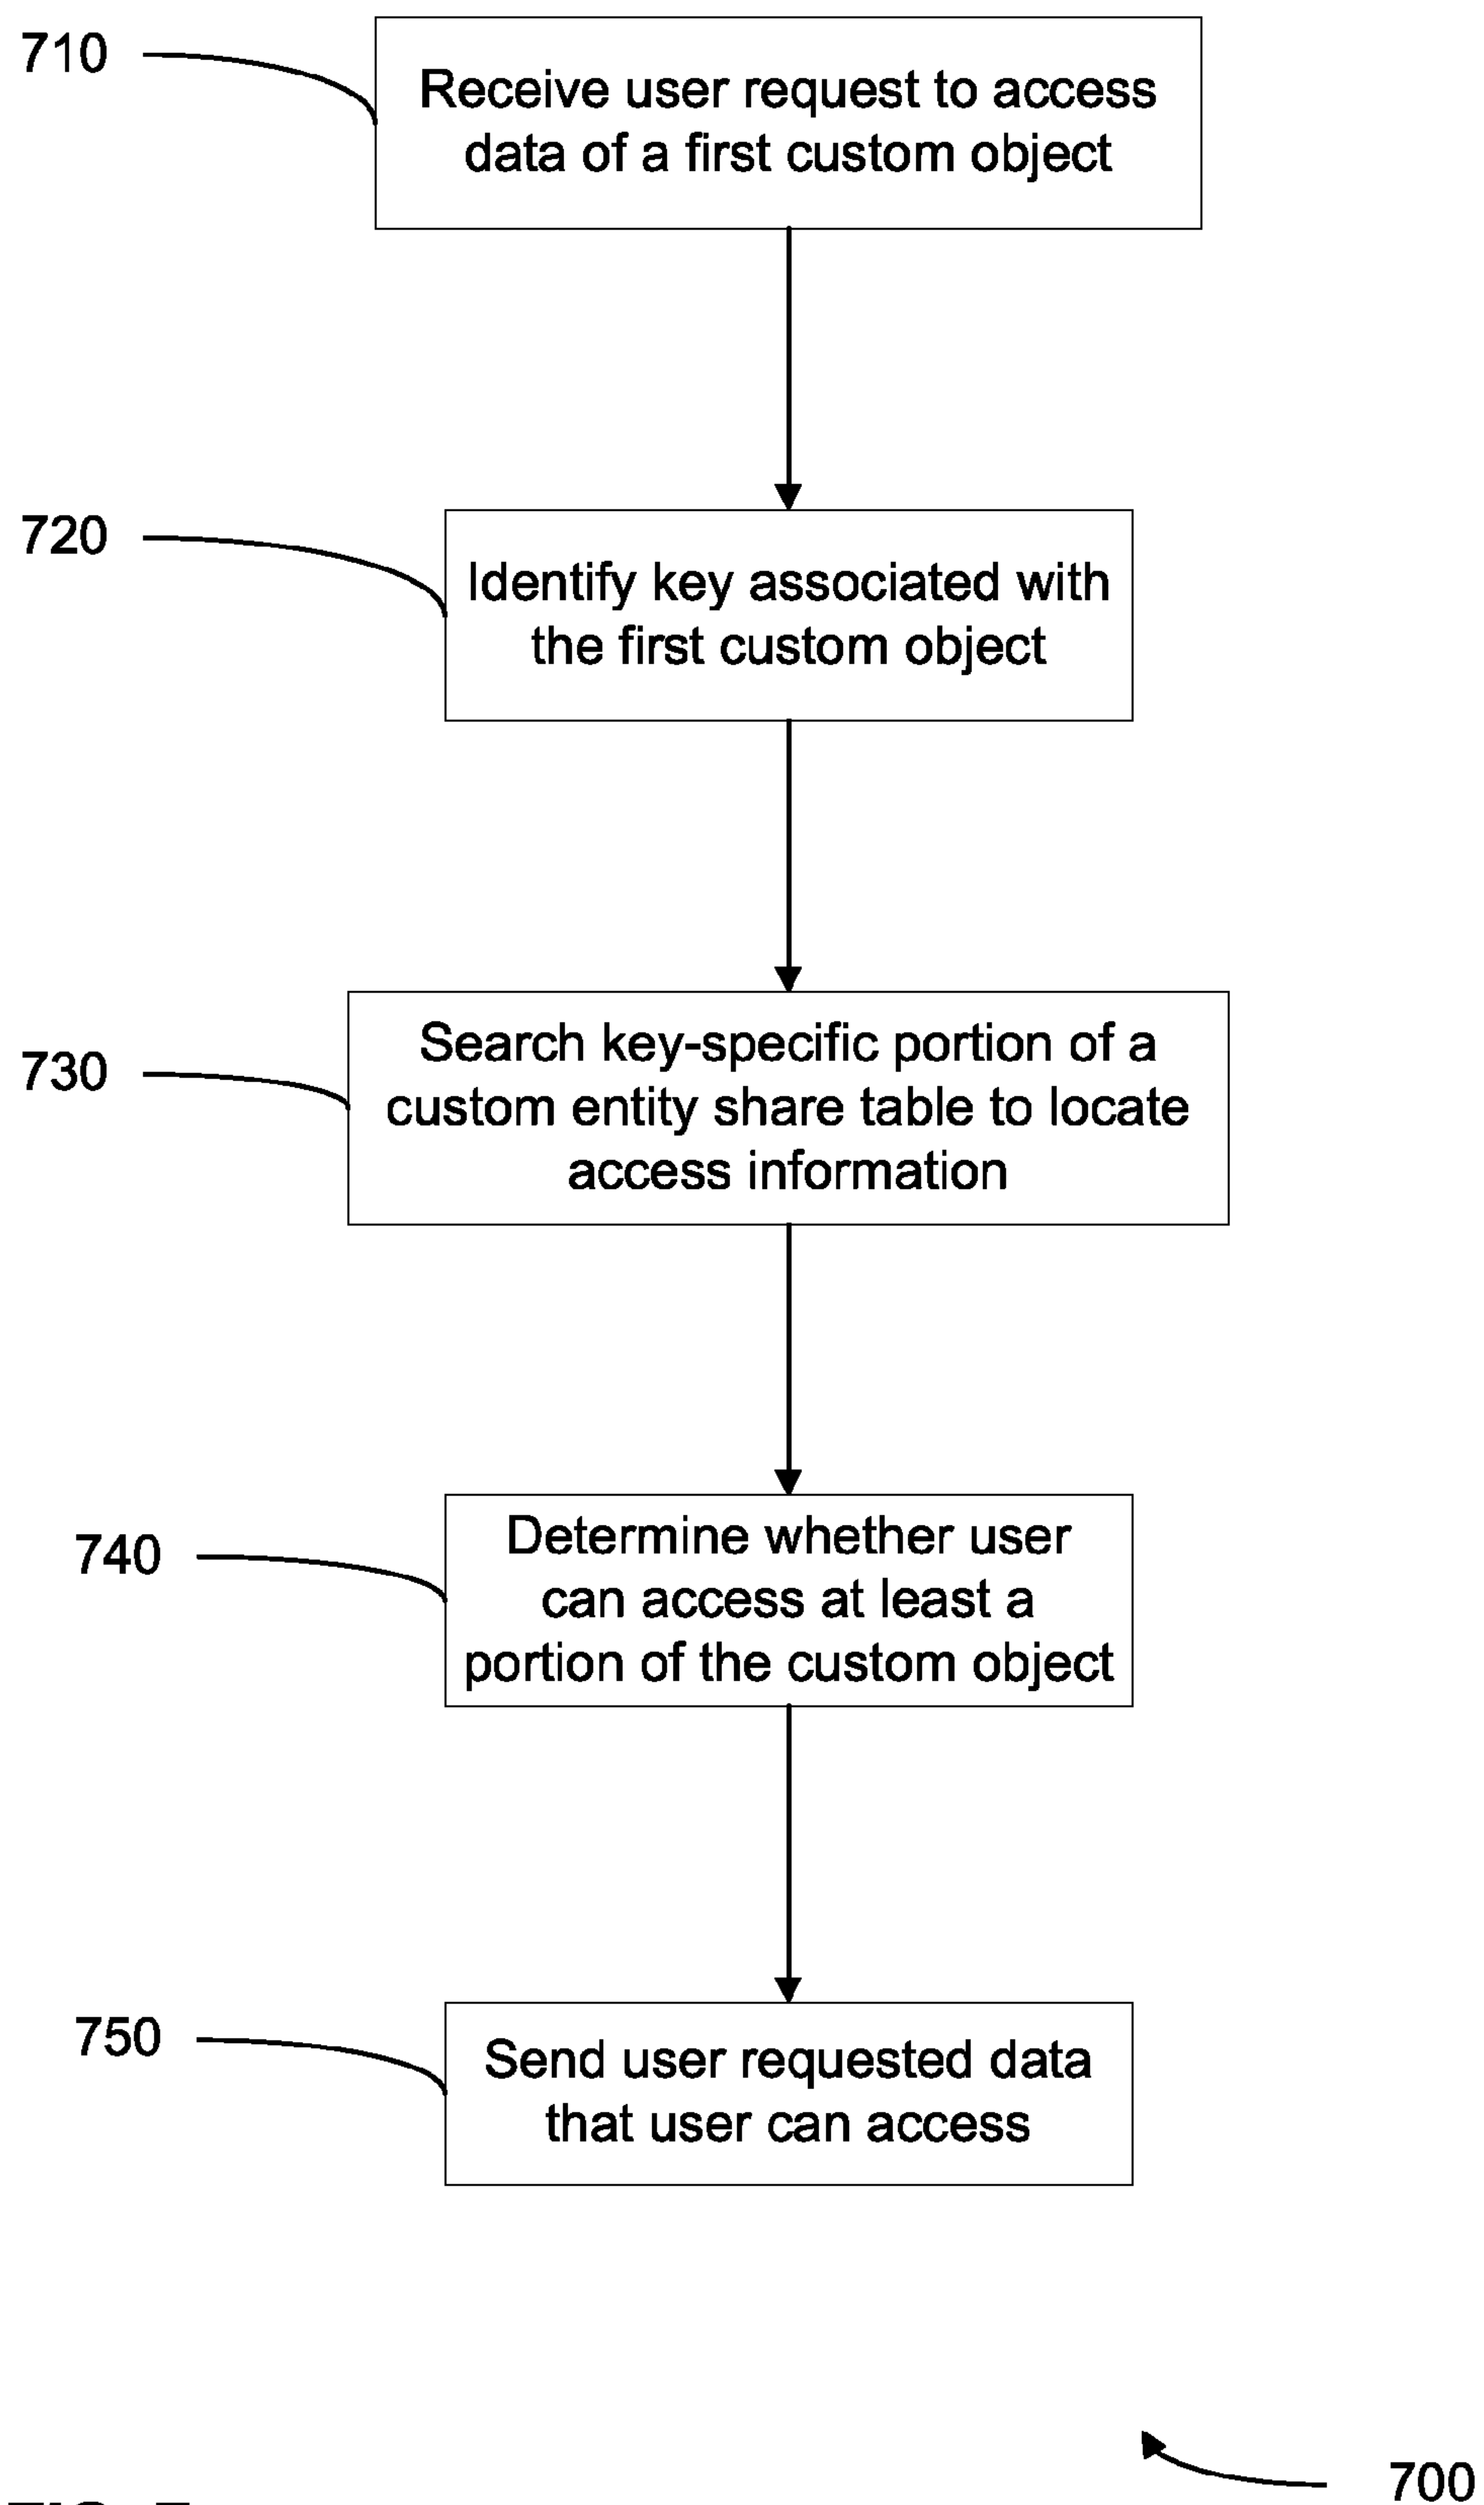 710
Receive user request to access
data of a first custom object
720
Identify key associated with
the first custom object
730
Search key-specific portion of a
custom entity share table to locate
access information
740
Determine whether user
can access at least a
portion of the custom object
750
Send user requested data
that user can access
700